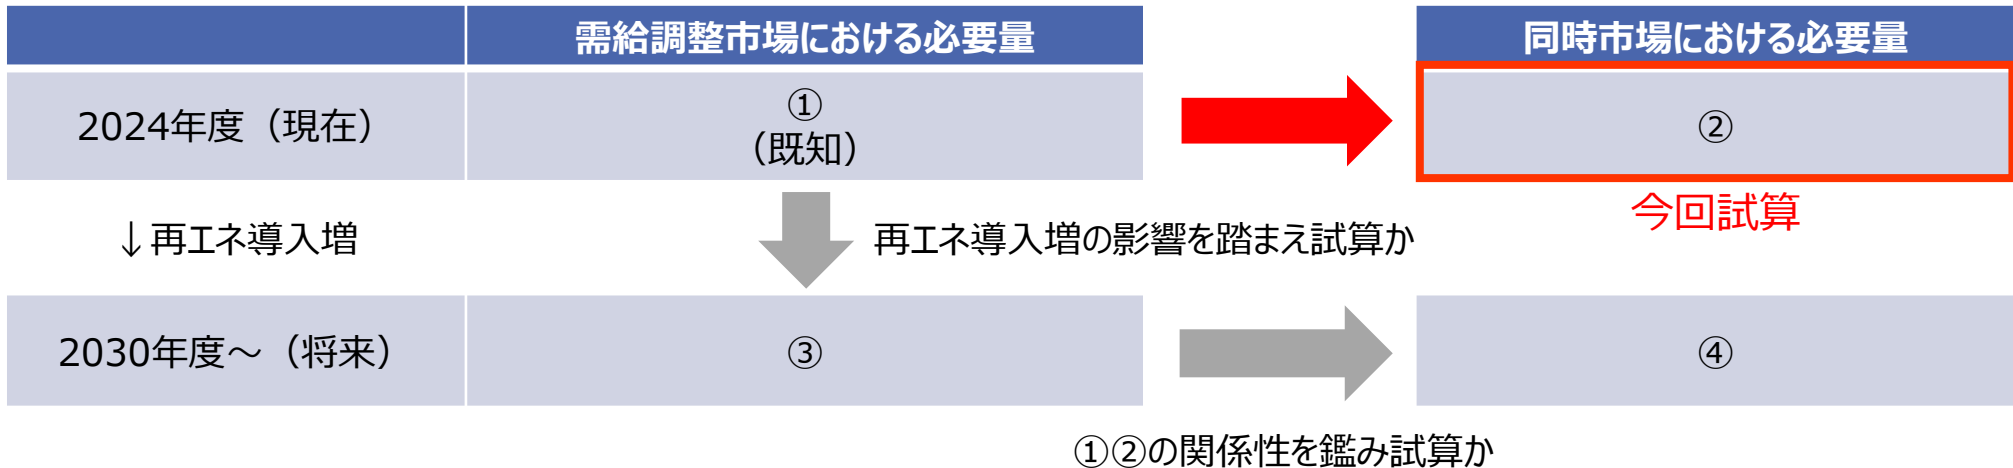 需給調整市場における必要量
同時市場における必要量
2024年度（現在）
①
（既知）
②
今回試算
↓再エネ導入増
再エネ導入増の影響を踏まえ試算か
2030年度～（将来）
③
④
①②の関係性を鑑み試算か